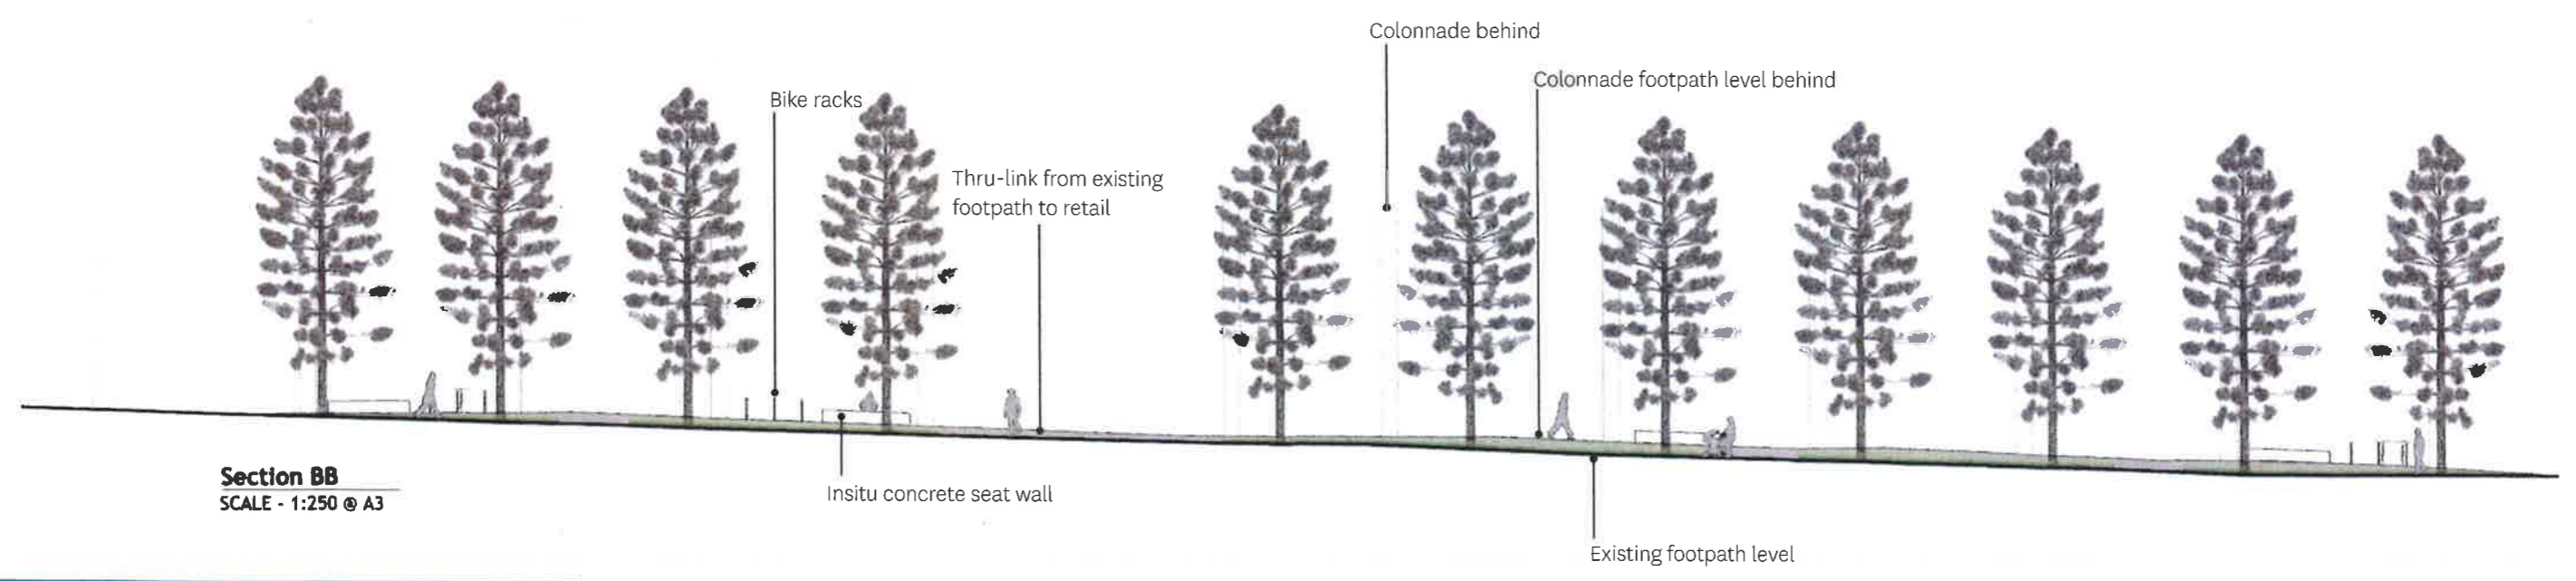 Colonnade behind
Colonnade footpath level behind
Bike racks
Thru-link from existing
footpath to retail
Section BB
SCALE - 1:250 @ A3
Insitu concrete seat wall
Existing footpath level